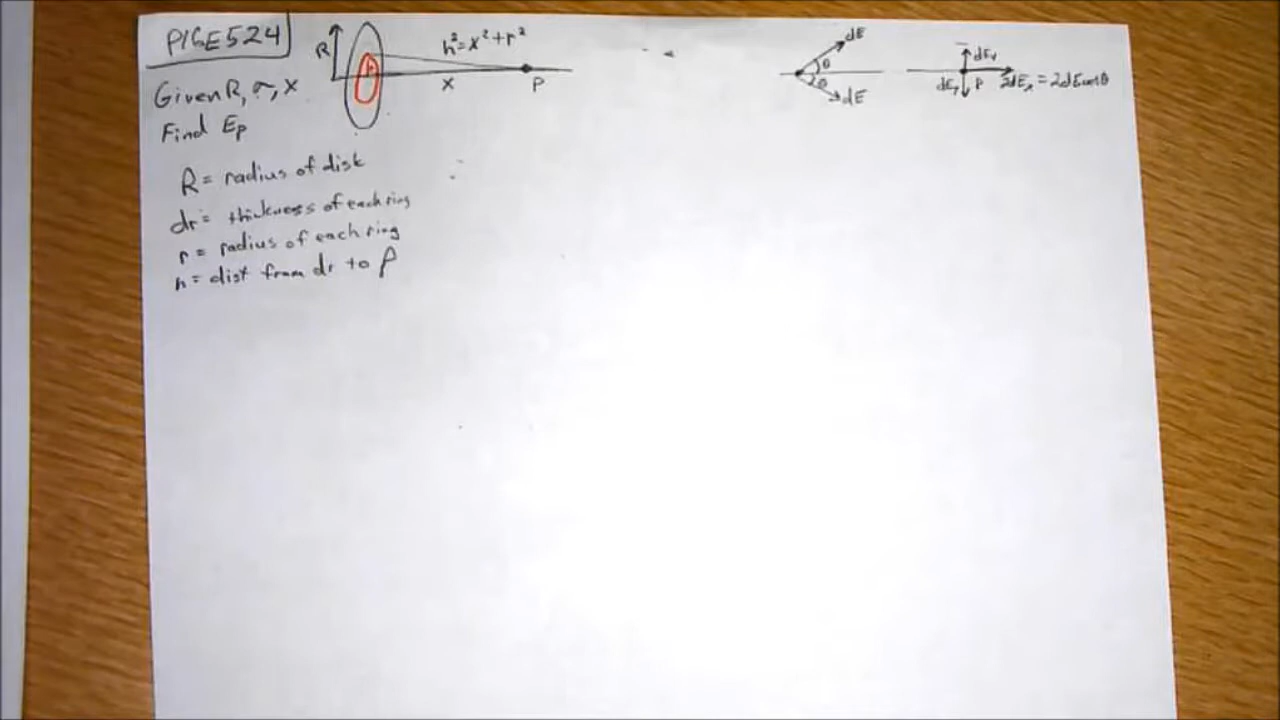 PIGE524
Given R, σ, x
Find Ep
R
r
h²=x²+r²
x
P
R= radius of disk
dr= thickness of each ring
r= radius of each ring
h= dist from dr to P
dE
θ
θ
dE
dEy
dEy P 2dEx = 2dEcosθ